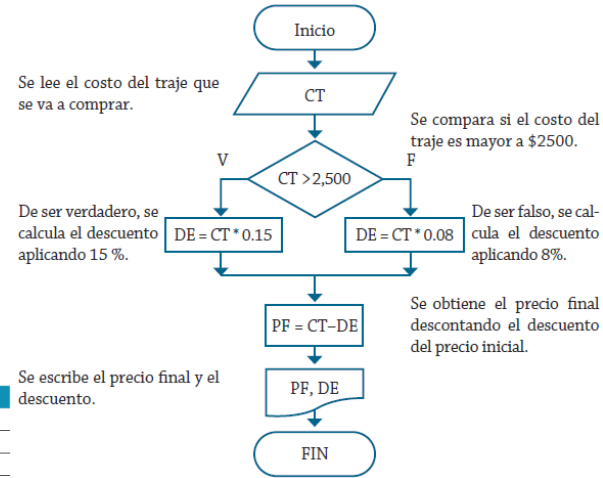 Inicio
Se lee el costo del traje que
se va a comprar.
CT
Se compara si el costo del
traje es mayor a $2500.
V
F
CT >2,500
De ser verdadero, se
calcula el descuento
aplicando 15 %.
DE = CT * 0.15
DE = CT * 0.08
De ser falso, se cal-
cula el descuento
aplicando 8%.
Se obtiene el precio final
descontando el descuento
del precio inicial.
PF = CT–DE
Se escribe el precio final y el
descuento.
PF, DE
FIN